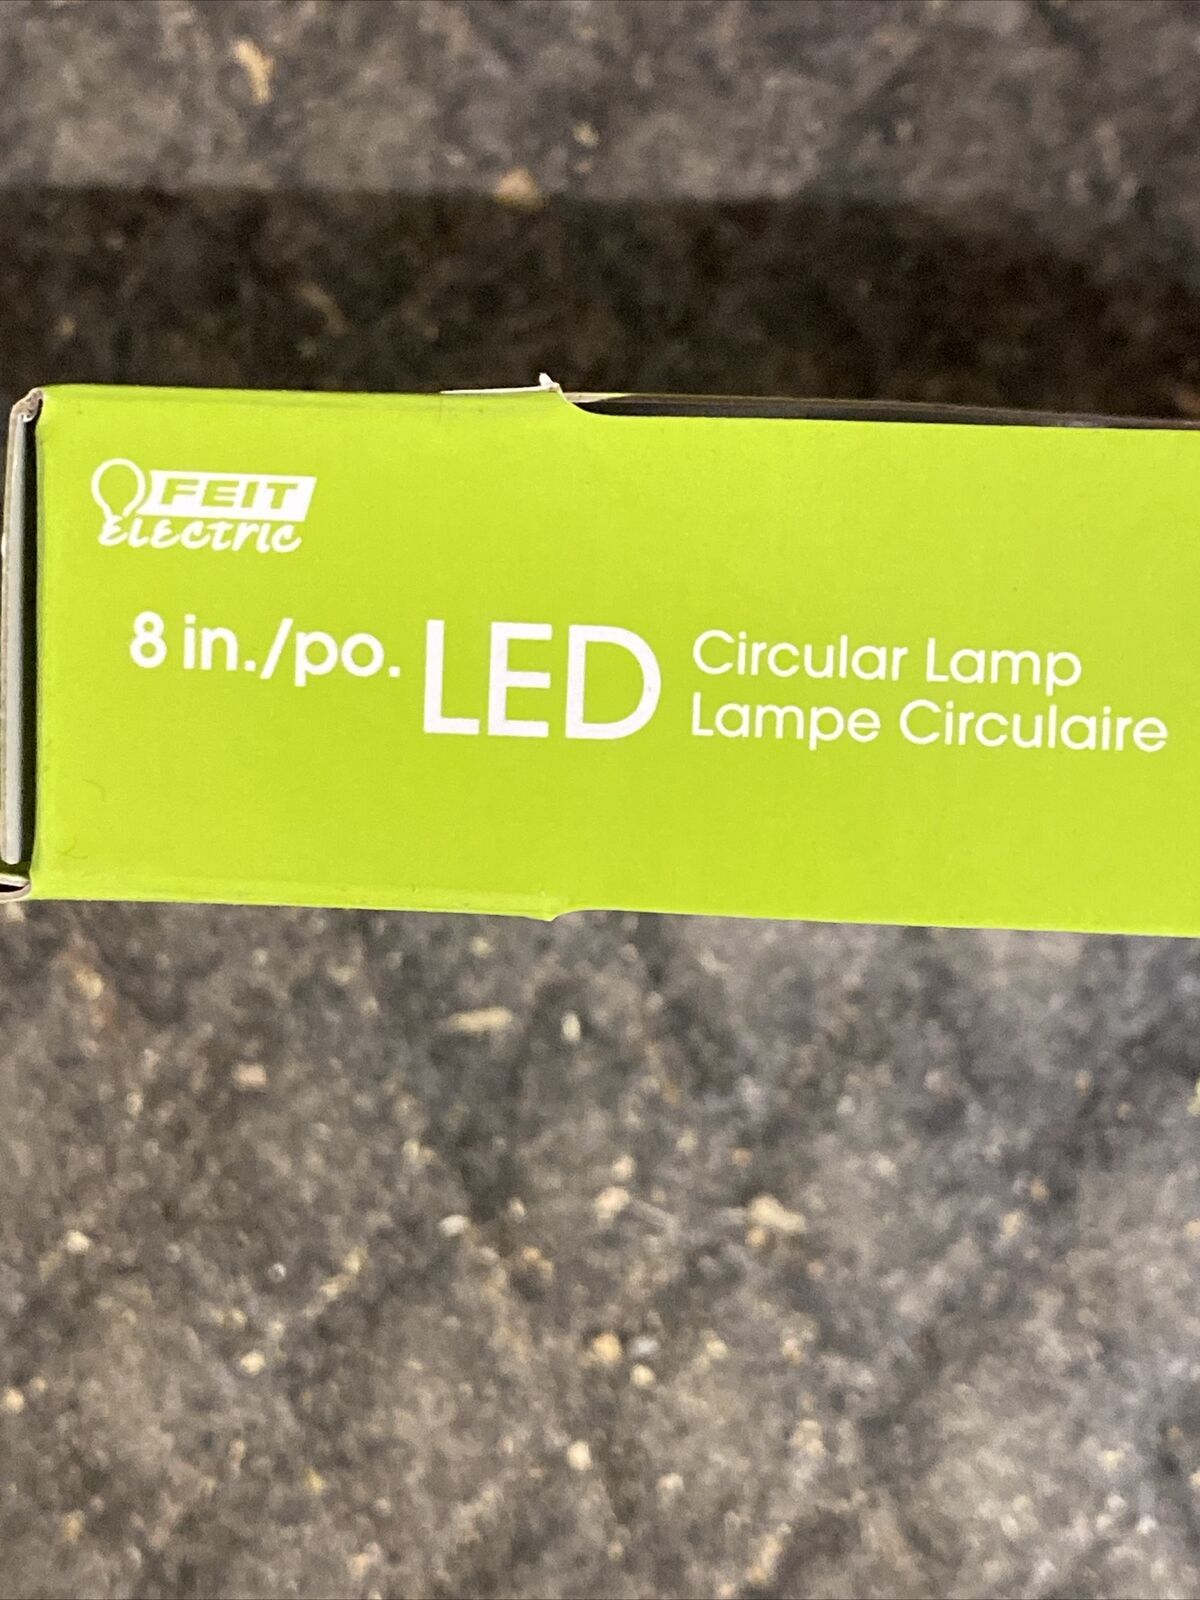 FEIT
ELECTRIC
8 in./po. LED Circular Lamp
Lampe Circulaire